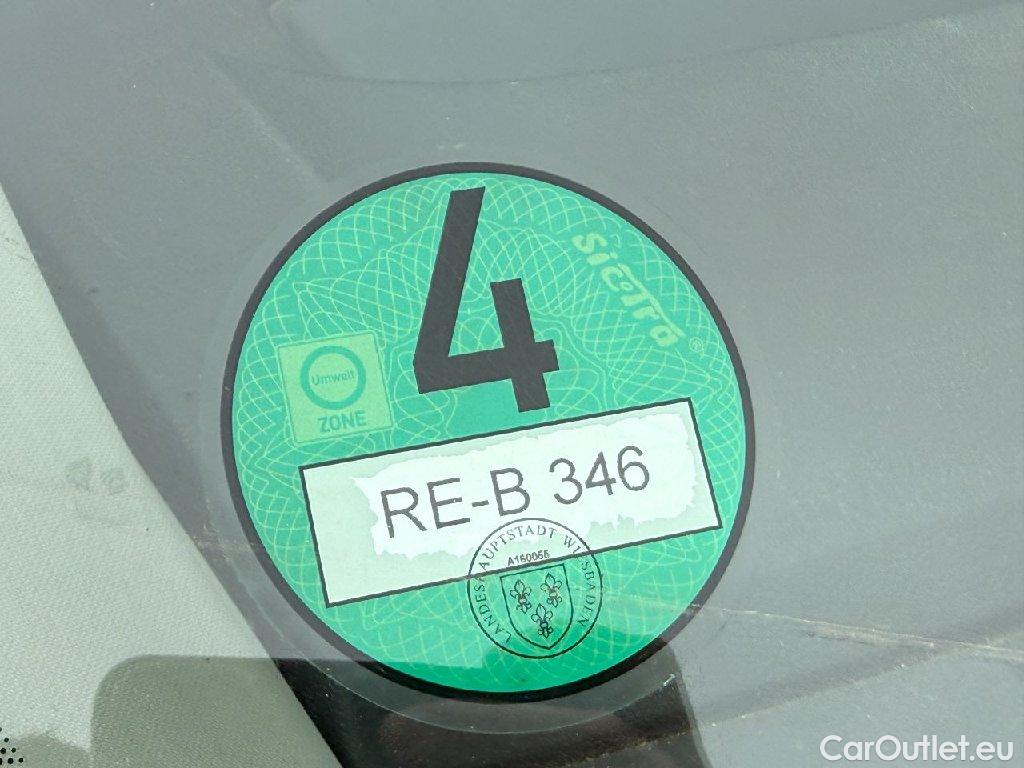 4
SicoTra®
Umwelt
ZONE
RE-B 346
LANDESHAUPTSTADT WIESBADEN
A160055
CarOutlet.eu